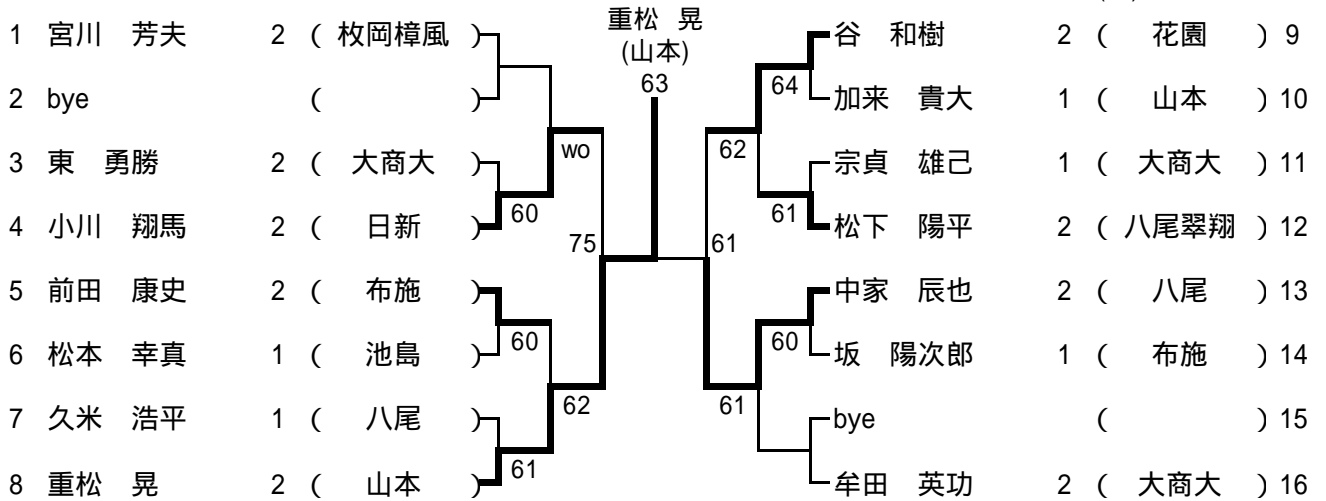 重松 晃
(山本)
63
1 宮川 芳夫 2 ( 枚岡樟風 )
2 bye ( )
3 東 勇勝 2 ( 大商大 )
4 小川 翔馬 2 ( 日新 )
5 前田 康史 2 ( 布施 )
6 松本 幸真 1 ( 池島 )
7 久米 浩平 1 ( 八尾 )
8 重松 晃 2 ( 山本 )
wo
60
75
60
62
61
谷 和樹 2 ( 花園 ) 9
加来 貴大 1 ( 山本 ) 10
宗貞 雄己 1 ( 大商大 ) 11
松下 陽平 2 ( 八尾翠翔 ) 12
中家 辰也 2 ( 八尾 ) 13
坂 陽次郎 1 ( 布施 ) 14
bye ( ) 15
牟田 英功 2 ( 大商大 ) 16
64
62
61
61
60
61